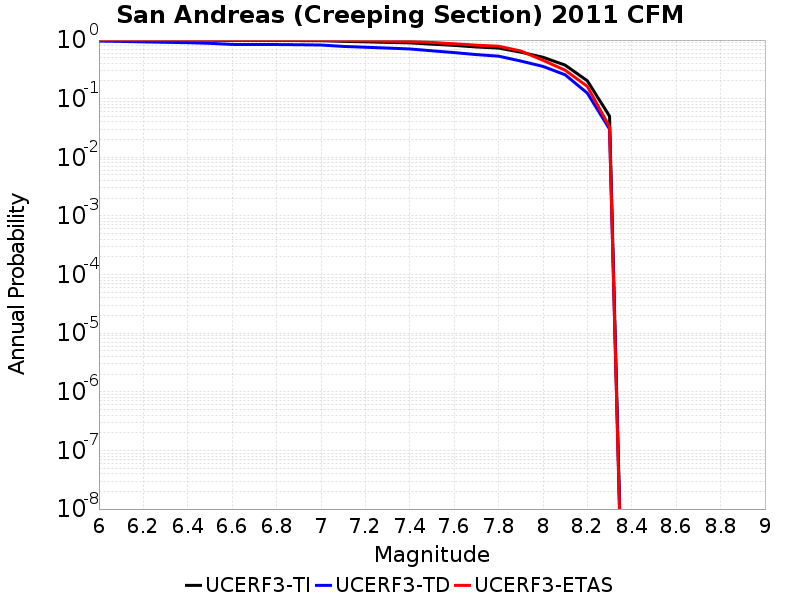 San Andreas (Creeping Section) 2011 CFM
10^0
10^-1
10^-2
10^-3
10^-4
10^-5
10^-6
10^-7
10^-8
Annual Probability
6 6.2 6.4 6.6 6.8 7 7.2 7.4 7.6 7.8 8 8.2 8.4 8.6 8.8 9
Magnitude
UCERF3-TI UCERF3-TD UCERF3-ETAS